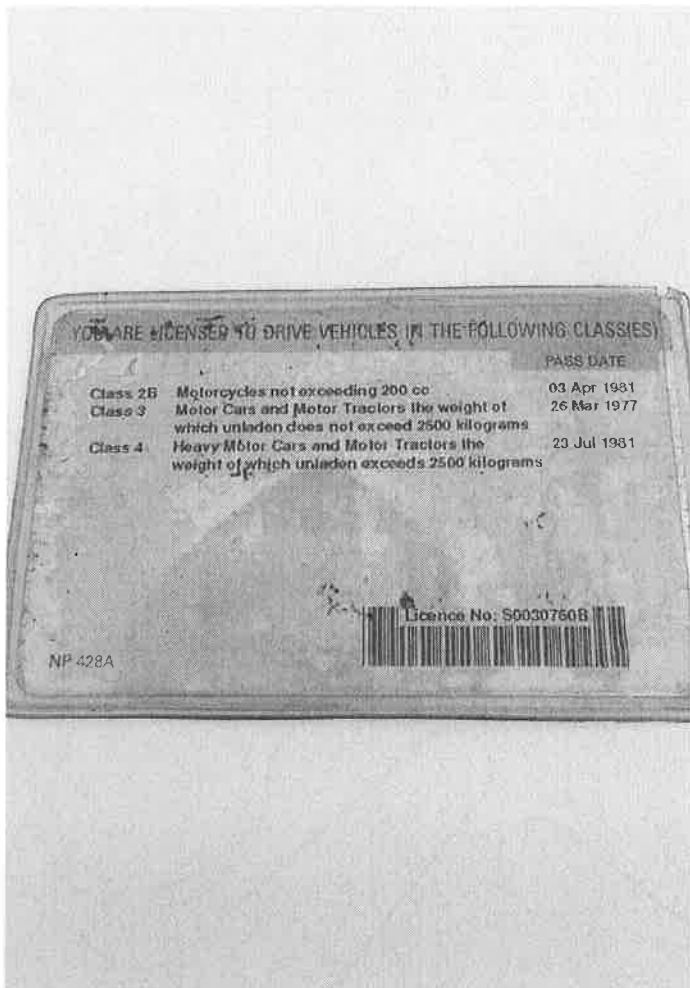 YOU ARE LICENSED TO DRIVE VEHICLES IN THE FOLLOWING CLASS(ES)
PASS DATE
Class 2B Motorcycles not exceeding 200 cc 03 Apr 1981
Class 3 Motor Cars and Motor Tractors the weight of 26 Mar 1977
which unladen does not exceed 2500 kilograms
Class 4 Heavy Motor Cars and Motor Tractors the 23 Jul 1981
weight of which unladen exceeds 2500 kilograms
Licence No: S0030760B
NP 428A